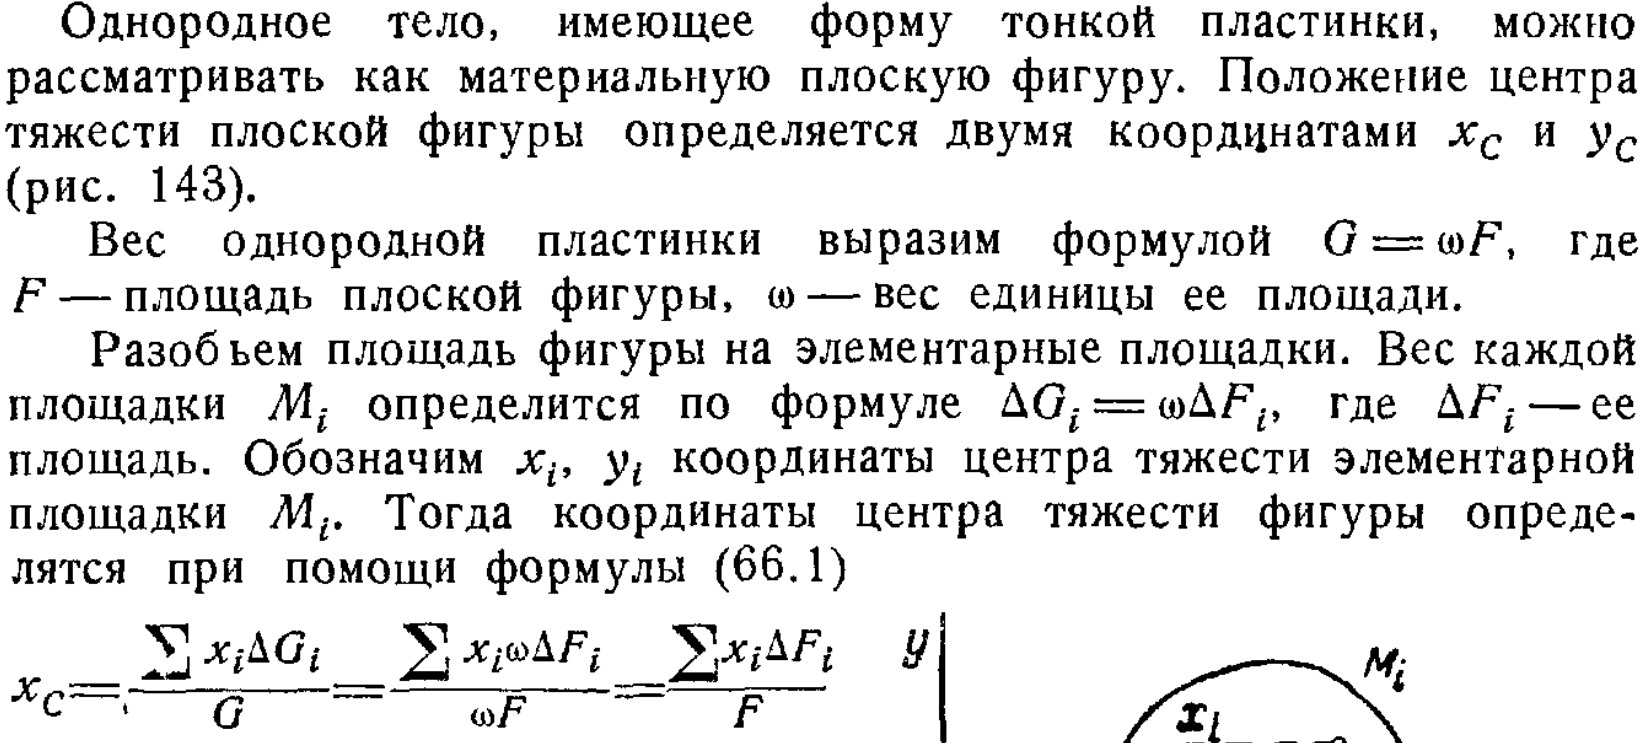 Однородное тело, имеющее форму тонкой пластинки, можно
рассматривать как материальную плоскую фигуру. Положение центра
тяжести плоской фигуры определяется двумя координатами x_C и y_C
(рис. 143).
Вес однородной пластинки выразим формулой G = ωF, где
F — площадь плоской фигуры, ω — вес единицы ее площади.
Разобьем площадь фигуры на элементарные площадки. Вес каждой
площадки M_i определится по формуле ΔG_i = ωΔF_i, где ΔF_i — ее
площадь. Обозначим x_i, y_i координаты центра тяжести элементарной
площадки M_i. Тогда координаты центра тяжести фигуры опреде-
лятся при помощи формулы (66.1)
x_C = ∑ x_iΔG_i / G = ∑ x_iωΔF_i / ωF = ∑ x_iΔF_i / F
y
M_i
x_i